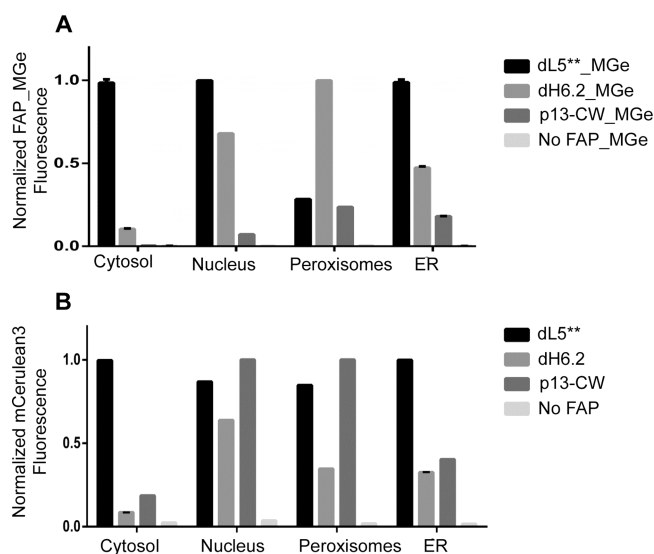 A
Normalized FAP_MGe
Fluorescence
1.0
0.5
0.0
Cytosol Nucleus Peroxisomes ER
dL5**_MGe
dH6.2_MGe
p13-CW_MGe
No FAP_MGe
B
Normalized mCerulean3
Fluorescence
1.0
0.5
0.0
Cytosol Nucleus Peroxisomes ER
dL5**
dH6.2
p13-CW
No FAP